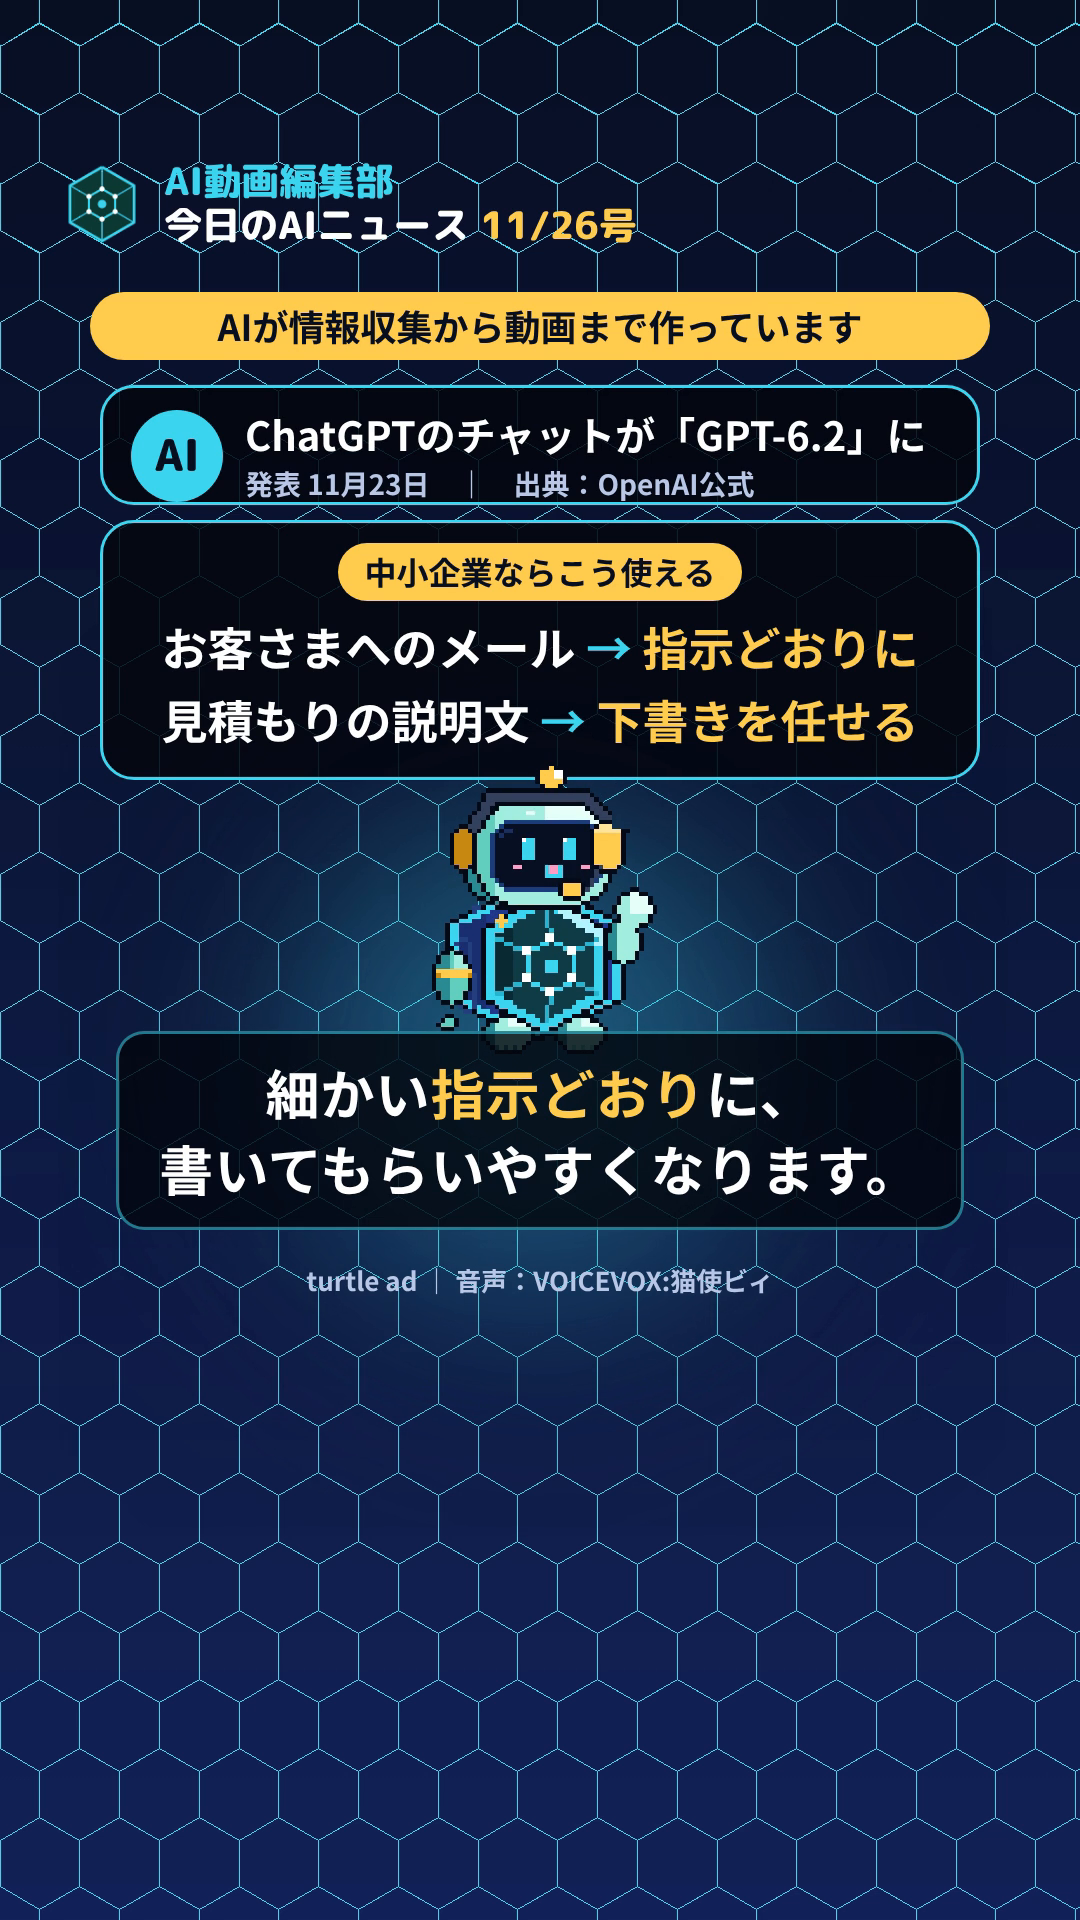 AI動画編集部
今日のAIニュース 11/26号
AIが情報収集から動画まで作っています
AI
ChatGPTのチャットが「GPT-6.2」に
発表 11月23日 ｜ 出典：OpenAI公式
中小企業ならこう使える
お客さまへのメール → 指示どおりに
見積もりの説明文 → 下書きを任せる
細かい指示どおりに、
書いてもらいやすくなります。
turtle ad ｜ 音声：VOICEVOX:猫使ビィ